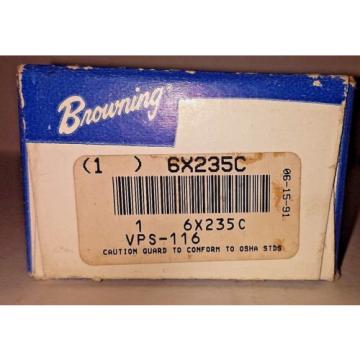 Browning
(1 ) 6X235C
06-15-91
1 6X235C
VPS-116
CAUTION GUARD TO CONFORM TO OSHA STDS